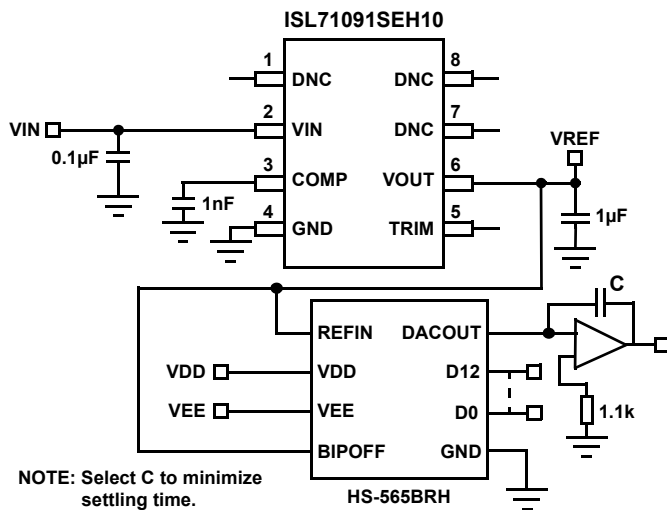 ISL71091SEH10
1 8
DNC DNC
2 7
VIN VIN DNC
VREF
0.1µF
3 6
COMP VOUT
1nF
4 5
1µF
GND TRIM
C
REFIN DACOUT
VDD VDD D12
VEE VEE D0
1.1k
BIPOFF GND
NOTE: Select C to minimize
settling time.
HS-565BRH